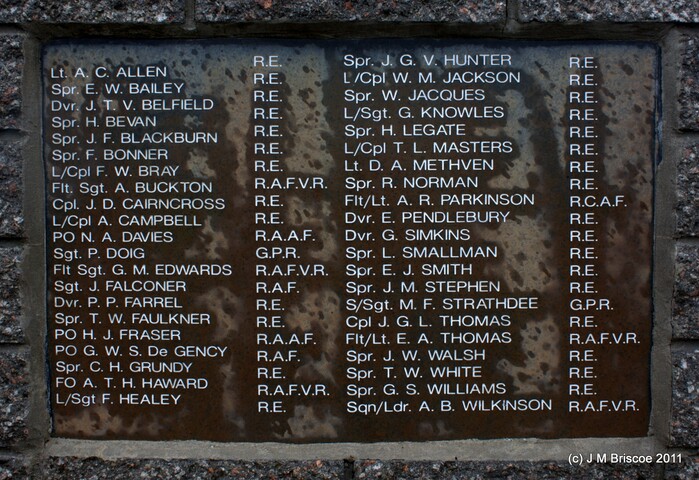 Lt. A. C. ALLEN R.E.
Spr. E. W. BAILEY R.E.
Dvr. J. T. V. BELFIELD R.E.
Spr. H. BEVAN R.E.
Spr. J. F. BLACKBURN R.E.
Spr. F. BONNER R.E.
L/Cpl F. W. BRAY R.E.
Flt. Sgt. A. BUCKTON R.A.F.V.R.
Cpl. J. D. CAIRNCROSS R.E.
L/Cpl A. CAMPBELL R.E.
PO N. A. DAVIES R.A.A.F.
Sgt. P. DOIG G.P.R.
Flt Sgt. G. M. EDWARDS R.A.F.V.R.
Sgt. J. FALCONER R.A.F.
Dvr. P. P. FARREL R.E.
Spr. T. W. FAULKNER R.E.
PO H. J. FRASER R.A.A.F.
PO G. W. S. De GENCY R.A.F.
Spr. C. H. GRUNDY R.E.
FO A. T. H. HAWARD R.A.F.V.R.
L/Sgt F. HEALEY R.E.
Spr. J. G. V. HUNTER R.E.
L/Cpl W. M. JACKSON R.E.
Spr. W. JACQUES R.E.
L/Sgt. G. KNOWLES R.E.
Spr. H. LEGATE R.E.
L/Cpl T. L. MASTERS R.E.
Lt. D. A. METHVEN R.E.
Spr. R. NORMAN R.E.
Flt/Lt. A. R. PARKINSON R.C.A.F.
Dvr. E. PENDLEBURY R.E.
Dvr. G. SIMKINS R.E.
Spr. L. SMALLMAN R.E.
Spr. E. J. SMITH R.E.
Spr. J. M. STEPHEN R.E.
S/Sgt. M. F. STRATHDEE G.P.R.
Cpl J. G. L. THOMAS R.E.
Flt/Lt. E. A. THOMAS R.A.F.V.R.
Spr. J. W. WALSH R.E.
Spr. T. W. WHITE R.E.
Spr. G. S. WILLIAMS R.E.
Sqn/Ldr. A. B. WILKINSON R.A.F.V.R.
(c) J M Briscoe 2011